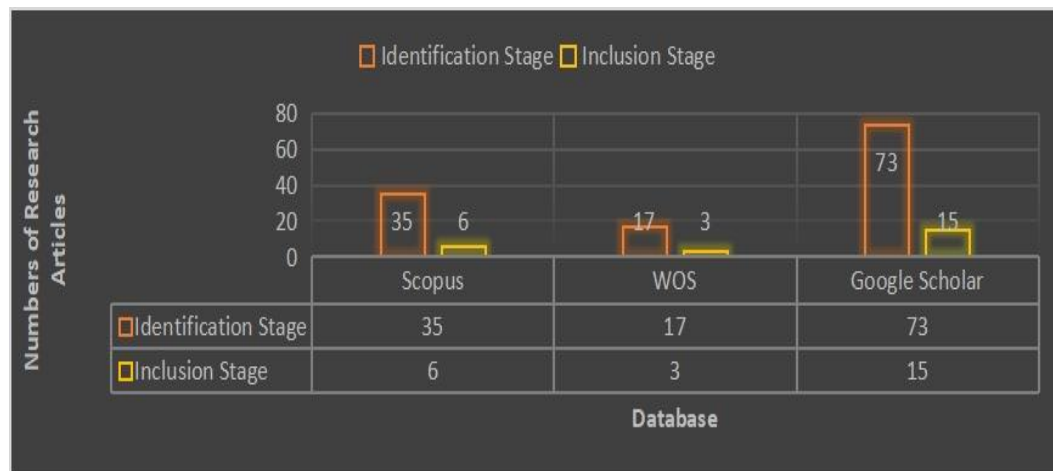 Identification Stage Inclusion Stage
Numbers of Research
Articles
80
60
40
20
0
35 6 17 3 73 15
Scopus WOS Google Scholar
Identification Stage 35 17 73
Inclusion Stage 6 3 15
Database